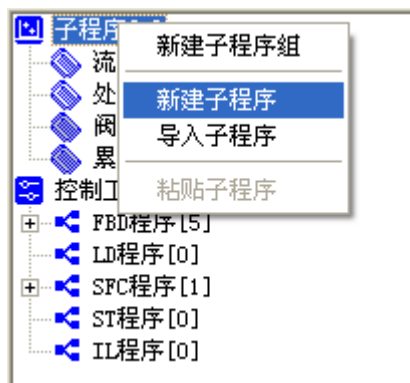 子程序
新建子程序组
流
处
新建子程序
阀
导入子程序
累
控制工
粘贴子程序
FBD程序[5]
LD程序[0]
SFC程序[1]
ST程序[0]
IL程序[0]